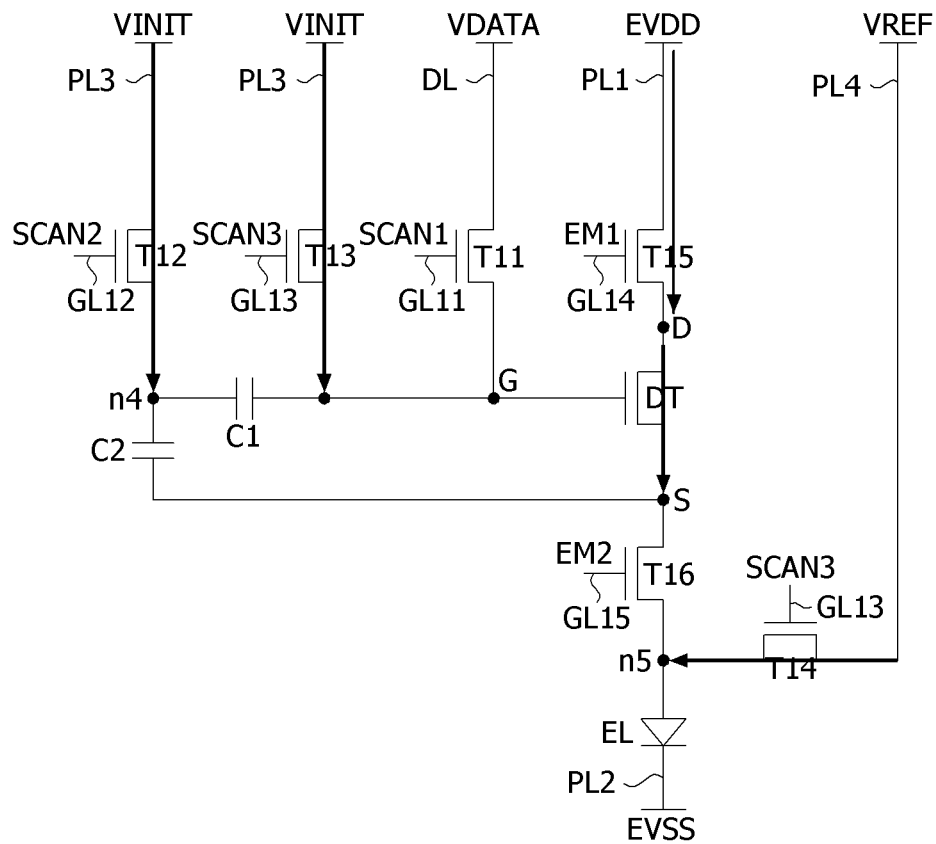 VINIT VINIT VDATA EVDD VREF
PL3 PL3 DL PL1 PL4
SCAN2 SCAN3 SCAN1 EM1
T12 T13 T11 T15
GL12 GL13 GL11 GL14
D
n4 G DT
C1
C2
S
EM2 SCAN3
T16
GL15 GL13
n5 T14
EL
PL2
EVSS